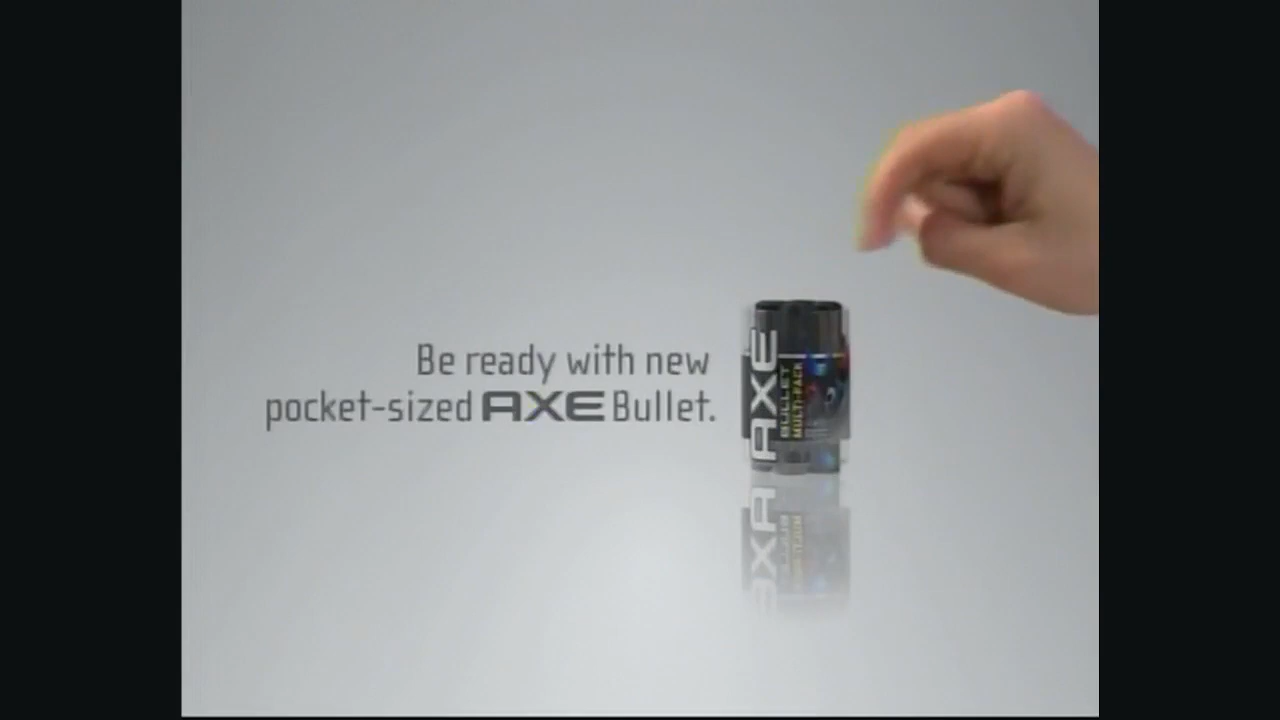 Be ready with new
pocket-sized AXE Bullet.
AXE
BULLET
MULTI-PACK